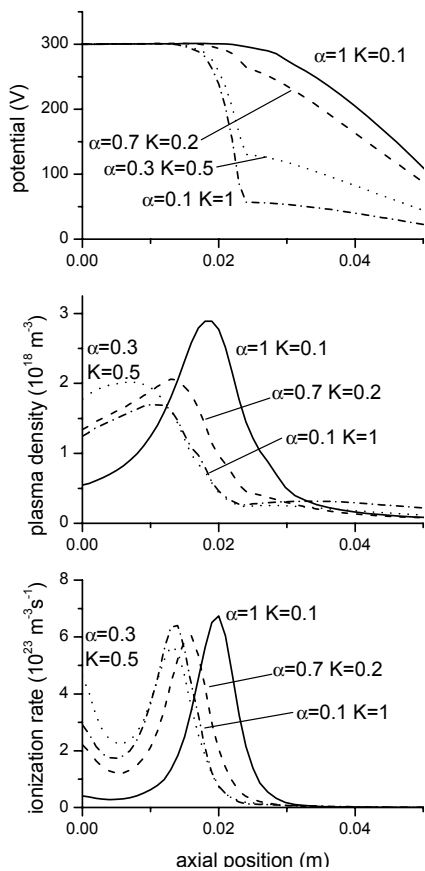 300
200
100
0
potential (V)
α=1 K=0.1
α=0.7 K=0.2
α=0.3 K=0.5
α=0.1 K=1
0.00 0.02 0.04
3
2
1
0
plasma density (10¹⁸ m⁻³)
α=0.3
K=0.5
α=1 K=0.1
α=0.7 K=0.2
α=0.1 K=1
0.00 0.02 0.04
10
8
6
4
2
0
ionization rate (10²³ m⁻³s⁻¹)
α=0.3
K=0.5
α=1 K=0.1
α=0.7 K=0.2
α=0.1 K=1
0.00 0.02 0.04
axial position (m)